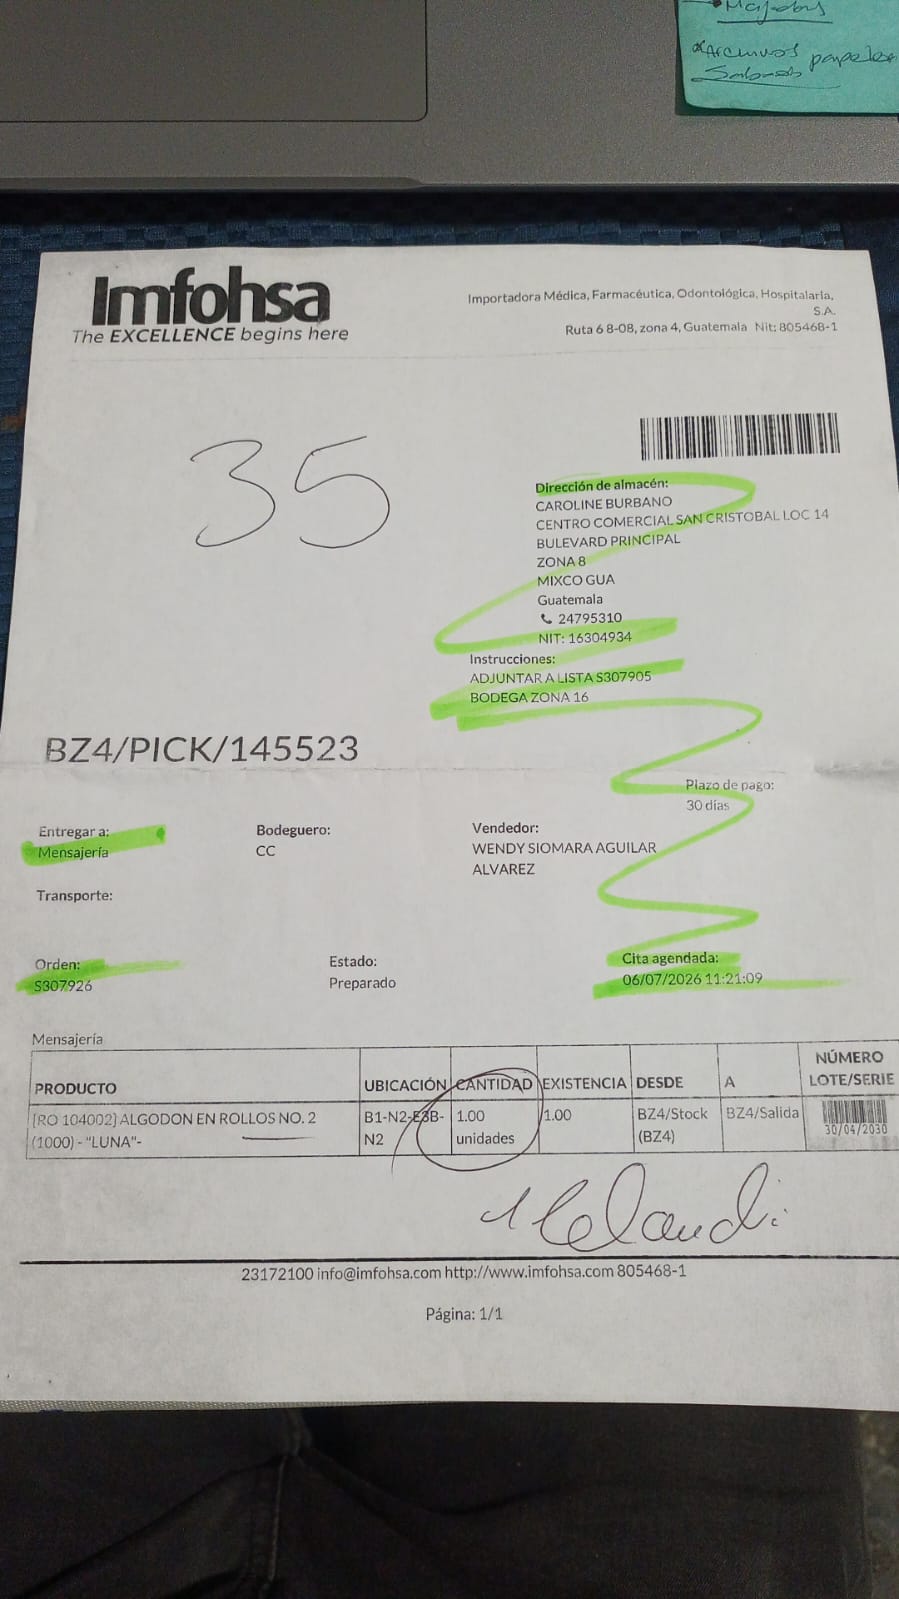 Majobus
*Archivos papeles
Imfohsa
The EXCELLENCE begins here
Importadora Médica, Farmacéutica, Odontológica, Hospitalaria,
S.A.
Ruta 6 8-08, zona 4, Guatemala Nit: 805468-1
35
Dirección de almacén:
CAROLINE BURBANO
CENTRO COMERCIAL SAN CRISTOBAL LOC 14
BULEVARD PRINCIPAL
ZONA 8
MIXCO GUA
Guatemala
24795310
NIT: 16304934
Instrucciones:
ADJUNTAR A LISTA S307905
BODEGA ZONA 16
BZ4/PICK/145523
Plazo de pago:
30 días
Entregar a:
Mensajería
Bodeguero:
CC
Vendedor:
WENDY SIOMARA AGUILAR
ALVAREZ
Transporte:
Orden:
S307926
Estado:
Preparado
Cita agendada:
06/07/2026 11:21:09
Mensajería
PRODUCTO UBICACIÓN CANTIDAD EXISTENCIA DESDE A NÚMERO LOTE/SERIE
[RO 104002] ALGODON EN ROLLOS NO. 2 B1-N2-E3B- 1.00 1.00 BZ4/Stock BZ4/Salida
(1000) - "LUNA"- N2 unidades (BZ4) 30/04/2030
23172100 info@imfohsa.com http://www.imfohsa.com 805468-1
Página: 1/1